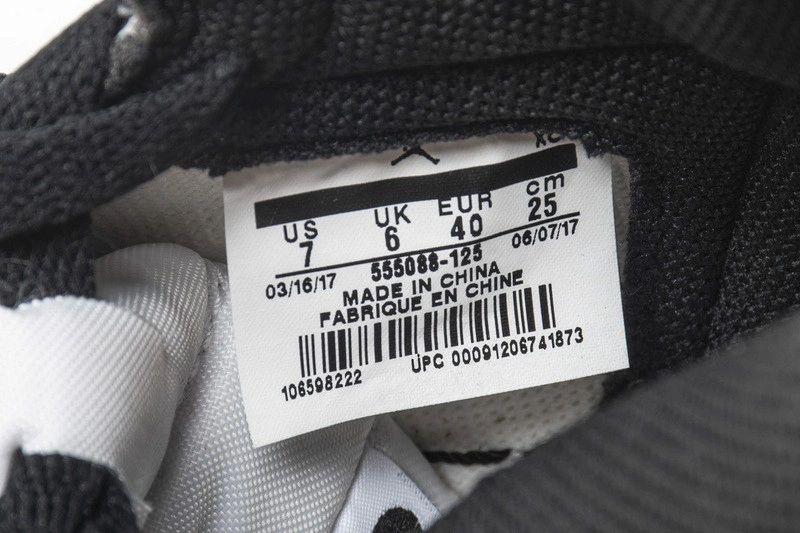 XC
US UK EUR cm
7 6 40 25
03/16/17 555088-125 06/07/17
MADE IN CHINA
FABRIQUE EN CHINE
106598222 UPC 00091206741873